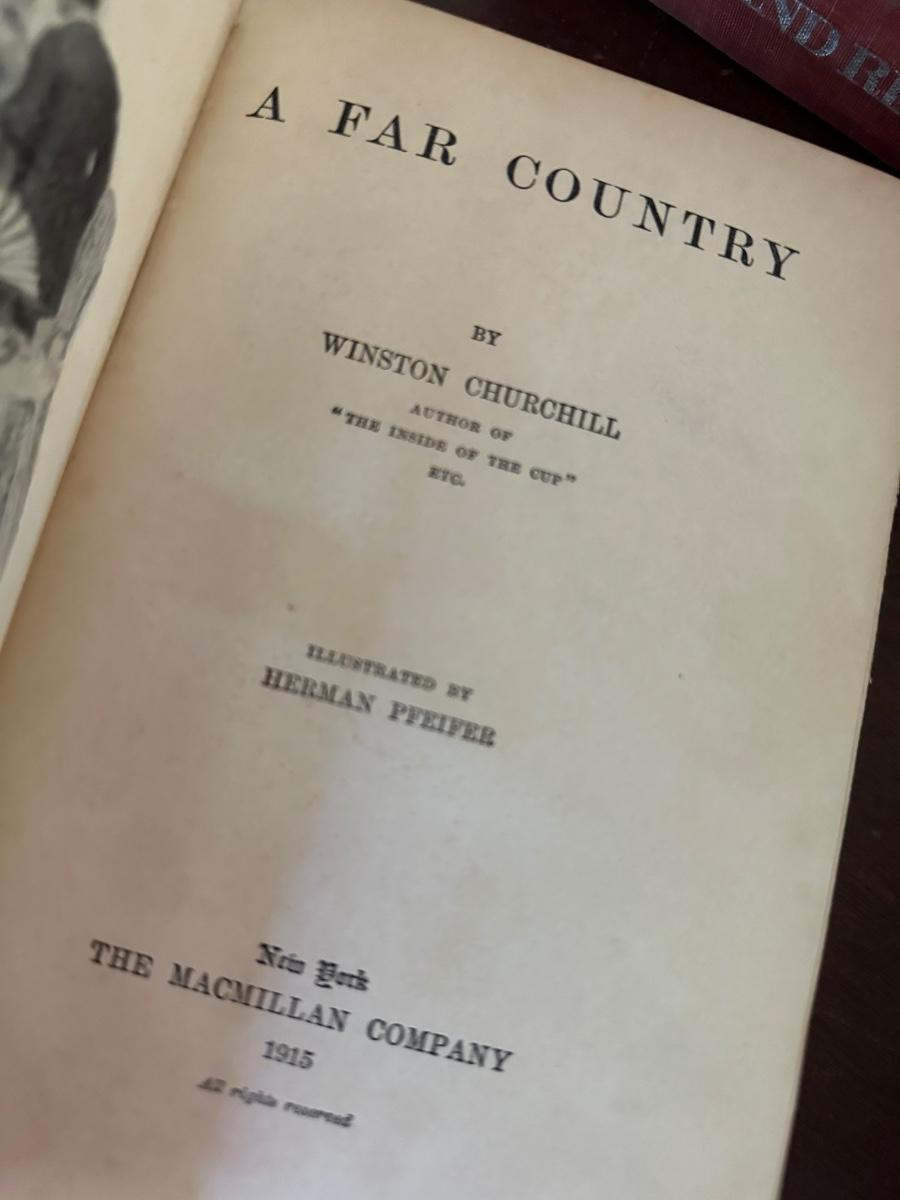 A FAR COUNTRY
BY
WINSTON CHURCHILL
AUTHOR OF
"THE INSIDE OF THE CUP"
ETC.
ILLUSTRATED BY
HERMAN PFEIFER
New York
THE MACMILLAN COMPANY
1915
All rights reserved